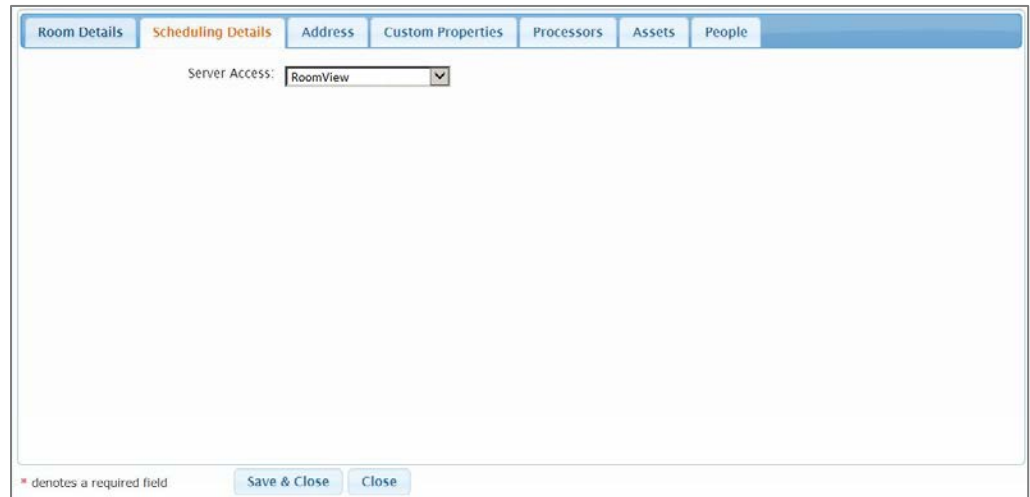 Room Details Scheduling Details Address Custom Properties Processors Assets People
Server Access: RoomView
* denotes a required field Save & Close Close